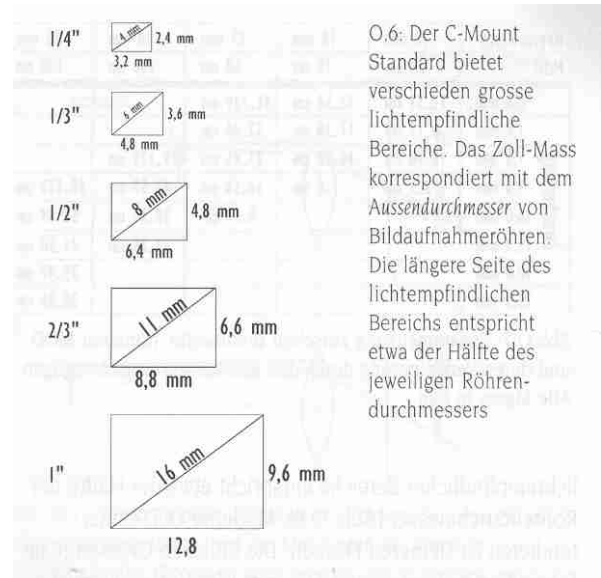 1/4"
4 mm
2,4 mm
3,2 mm
1/3"
6 mm
3,6 mm
4,8 mm
1/2"
8 mm
4,8 mm
6,4 mm
2/3"
11 mm
6,6 mm
8,8 mm
1"
16 mm
9,6 mm
12,8
O.6: Der C-Mount
Standard bietet
verschieden grosse
lichtempfindliche
Bereiche. Das Zoll-Mass
korrespondiert mit dem
Aussendurchmesser von
Bildaufnahmeröhren.
Die längere Seite des
lichtempfindlichen
Bereichs entspricht
etwa der Hälfte des
jeweiligen Röhren-
durchmessers